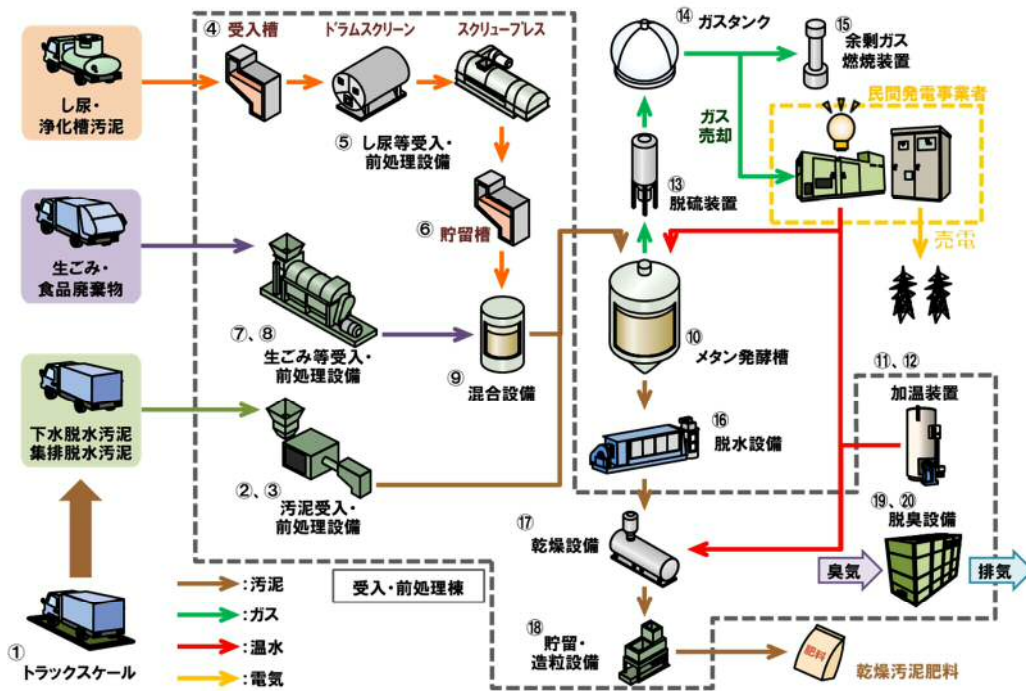 ④ 受入槽
ドラムスクリーン
スクリュープレス
⑭ ガスタンク
⑮ 余剰ガス
燃焼装置
し尿・
浄化槽汚泥
⑤ し尿等受入・
前処理設備
⑥ 貯留槽
⑬ 脱硫装置
ガス
売却
民間発電事業者
売電
生ごみ・
食品廃棄物
⑦、⑧
生ごみ等受入・
前処理設備
⑨ 混合設備
⑩
メタン発酵槽
⑪、⑫
加温装置
下水脱水汚泥
集排脱水汚泥
②、③
汚泥受入・
前処理設備
⑯
脱水設備
⑰
乾燥設備
⑲、⑳
脱臭設備
臭気
排気
⑱
貯留・
造粒設備
肥料
乾燥汚泥肥料
①
トラックスケール
:汚泥
:ガス
:温水
:電気
受入・前処理棟